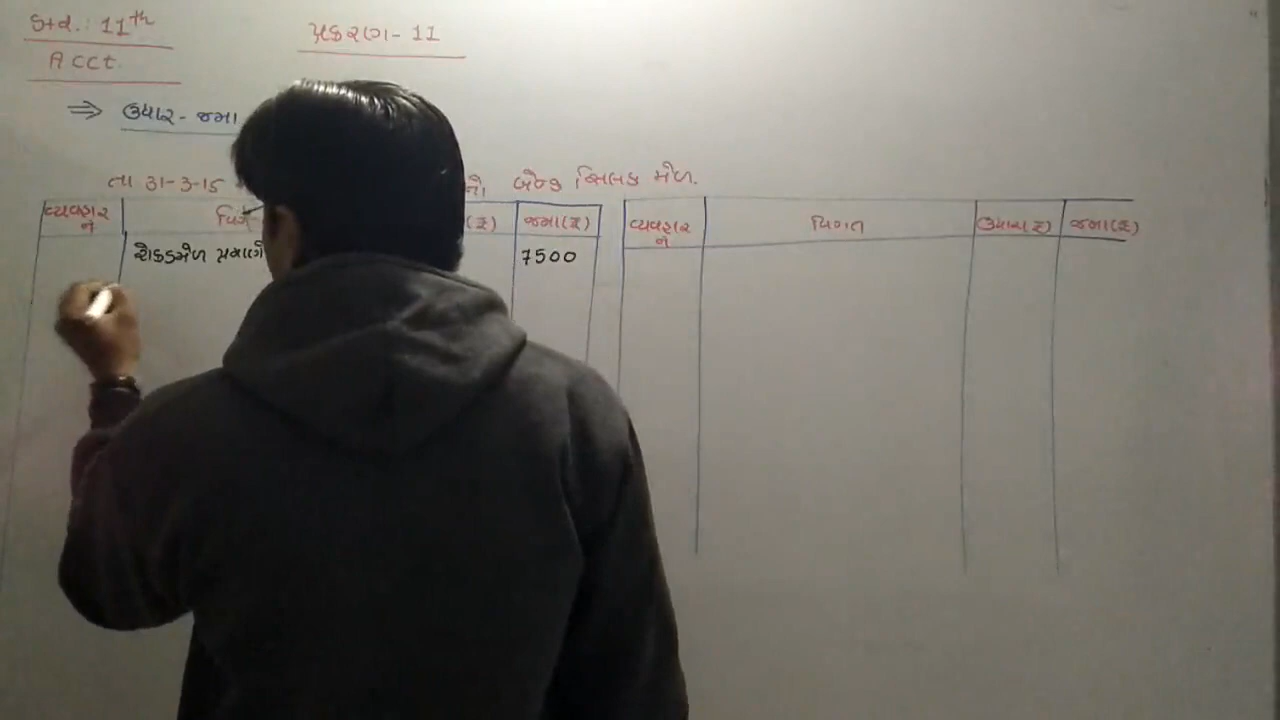 Std. : 11th
પ્રકરણ - 11
Acct.
⇒ ઉધાર - જમા
તા 31-3-15 બેન્ક સિલક મેળ.
વ્યવહાર નં (₹) જમા(₹) વ્યવહાર નં વિગત ઉધાર(₹) જમા(₹)
રોકડમેળ પ્રમાણે 7500